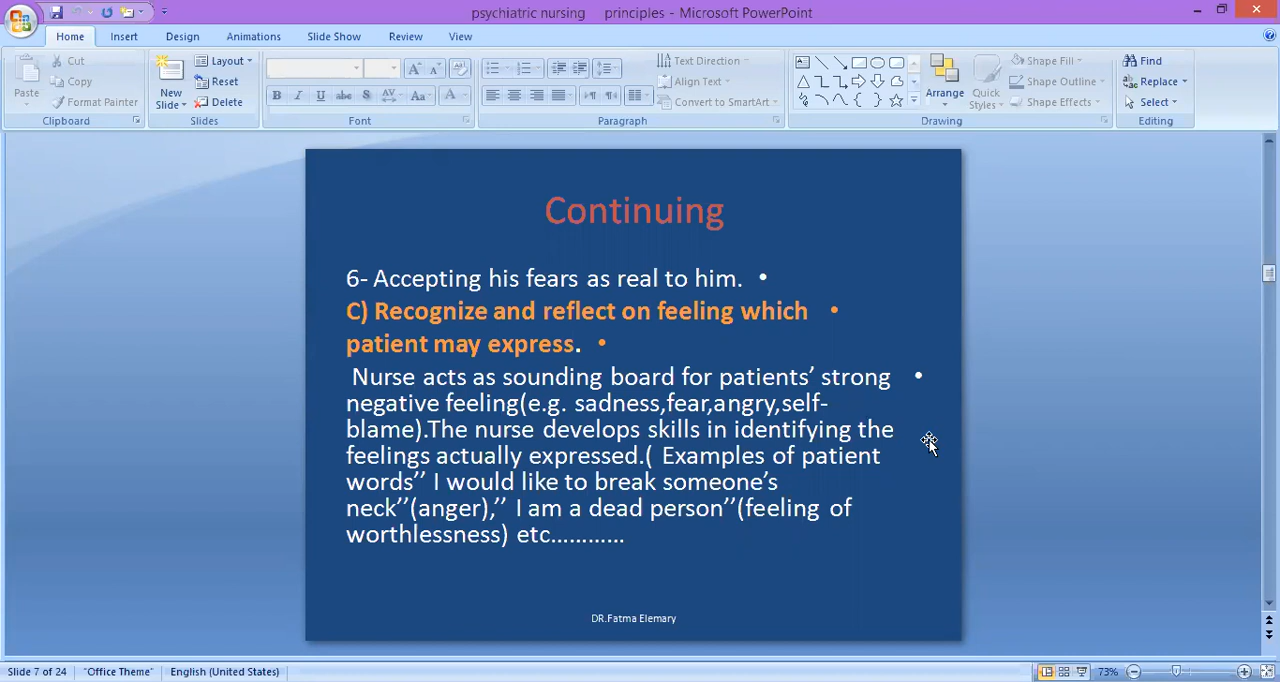 psychiatric nursing principles - Microsoft PowerPoint
Home Insert Design Animations Slide Show Review View
Paste
Cut
Copy
Format Painter
Clipboard
New Slide
Layout
Reset
Delete
Slides
B I U abc S AV Aa A
Font
Text Direction
Align Text
Convert to SmartArt
Paragraph
Arrange
Quick Styles
Shape Fill
Shape Outline
Shape Effects
Drawing
Find
Replace
Select
Editing
Continuing
6- Accepting his fears as real to him. •
C) Recognize and reflect on feeling which •
patient may express. •
Nurse acts as sounding board for patients’ strong •
negative feeling(e.g. sadness,fear,angry,self-
blame).The nurse develops skills in identifying the
feelings actually expressed.( Examples of patient
words’’ I would like to break someone’s
neck’’(anger),’’ I am a dead person’’(feeling of
worthlessness) etc…………
DR.Fatma Elemary
Slide 7 of 24 "Office Theme" English (United States) 73%